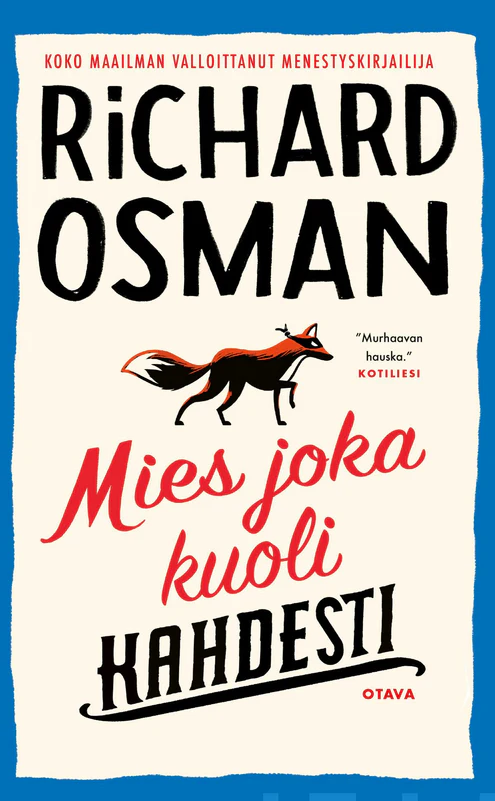 KOKO MAAILMAN VALLOITTANUT MENESTYSKIRJAILIJA
RiCHARD
OSMAN
”Murhaavan
hauska.”
KOTILIESI
Mies joka
kuoli
KAHDESTI
OTAVA